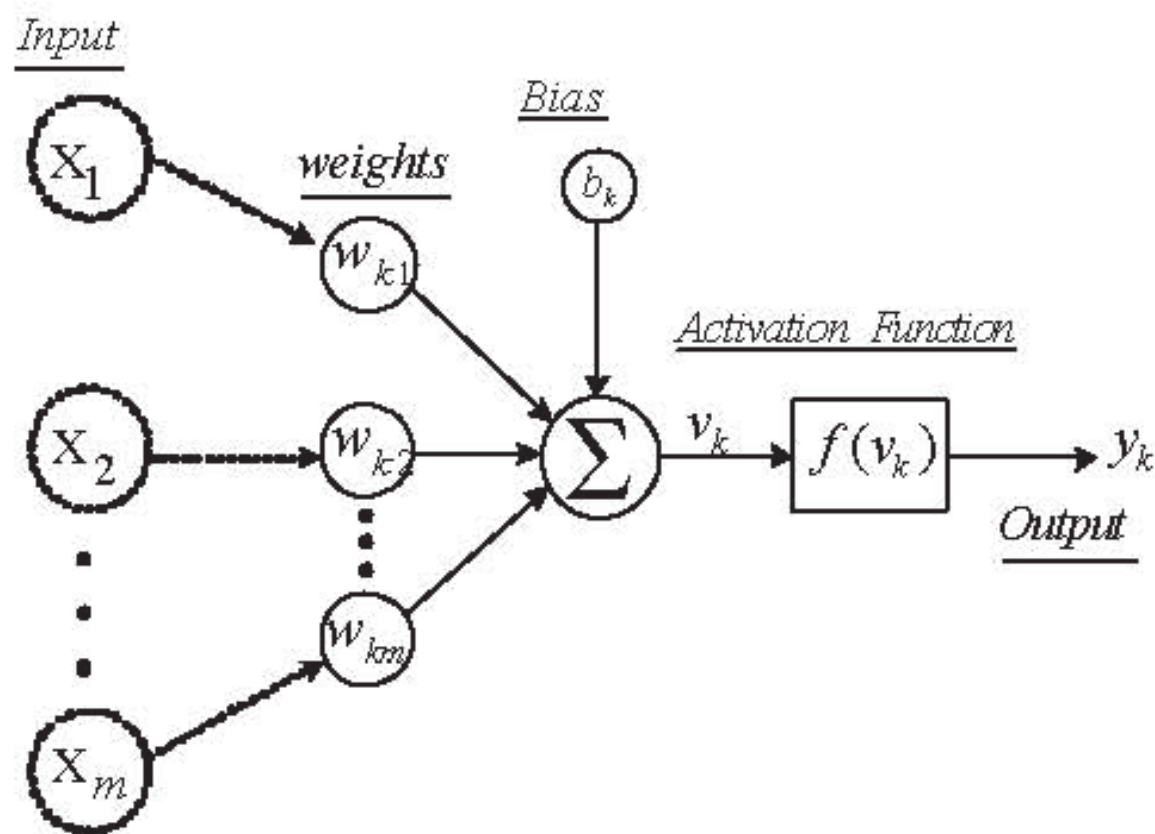 Input
X1
Bias
weights
bk
wk1
Activation Function
X2
wk2
Σ
vk
f(vk)
yk
Output
wkm
Xm